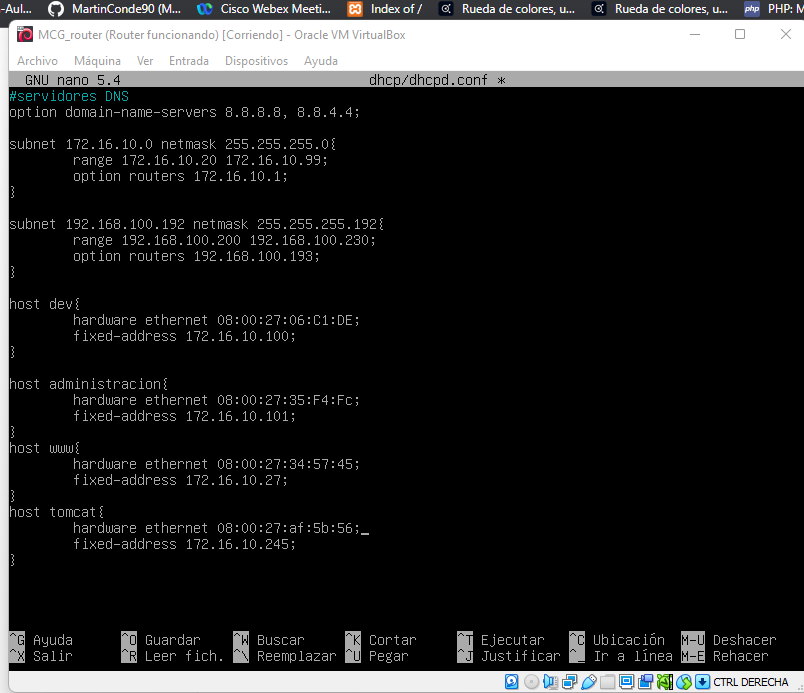 -Aul...
MartinConde90 (M...
Cisco Webex Meeti...
Index of /
Rueda de colores, u...
Rueda de colores, u...
php PHP: M
MCG_router (Router funcionando) [Corriendo] - Oracle VM VirtualBox
Archivo Máquina Ver Entrada Dispositivos Ayuda
GNU nano 5.4 dhcp/dhcpd.conf *
#servidores DNS
option domain-name-servers 8.8.8.8, 8.8.4.4;
subnet 172.16.10.0 netmask 255.255.255.0{
range 172.16.10.20 172.16.10.99;
option routers 172.16.10.1;
}
subnet 192.168.100.192 netmask 255.255.255.192{
range 192.168.100.200 192.168.100.230;
option routers 192.168.100.193;
}
host dev{
hardware ethernet 08:00:27:06:C1:DE;
fixed-address 172.16.10.100;
}
host administracion{
hardware ethernet 08:00:27:35:F4:Fc;
fixed-address 172.16.10.101;
}
host www{
hardware ethernet 08:00:27:34:57:45;
fixed-address 172.16.10.27;
}
host tomcat{
hardware ethernet 08:00:27:af:5b:56;_
fixed-address 172.16.10.245;
}
^G Ayuda ^O Guardar ^W Buscar ^K Cortar ^T Ejecutar ^C Ubicación M-U Deshacer
^X Salir ^R Leer fich. ^\ Reemplazar ^U Pegar ^J Justificar ^_ Ir a línea M-E Rehacer
CTRL DERECHA